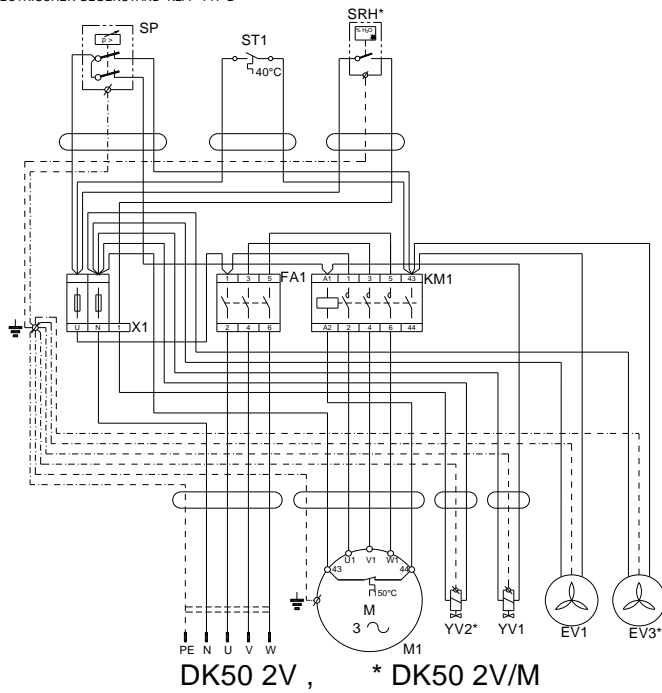 SP
p >
ST1
40°C
SRH*
% H2O
1 3 5
FA1
A1 1 3 5 43
KM1
U N 1
X1
2 4 6
A2 2 4 6 44
43 U1 V1 W1 44
150°C
M
3
M1
YV2*
YV1
EV1
EV3*
PE N U V W
DK50 2V , * DK50 2V/M